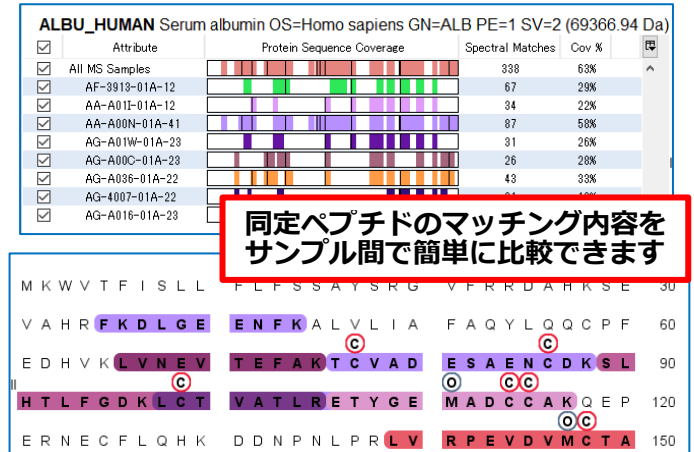 ALBU_HUMAN Serum albumin OS=Homo sapiens GN=ALB PE=1 SV=2 (69366.94 Da)
Attribute Protein Sequence Coverage Spectral Matches Cov %
All MS Samples 338 63%
AF-3913-01A-12 67 29%
AA-A01I-01A-12 34 22%
AA-A00N-01A-41 87 58%
AG-A01W-01A-23 31 26%
AG-A00C-01A-23 26 28%
AG-A036-01A-22 43 33%
AG-4007-01A-22
AG-A016-01A-23
同定ペプチドのマッチング内容を
サンプル間で簡単に比較できます
M K W V T F I S L L F L F S S A Y S R G V F R R D A H K S E 30
V A H R F K D L G E E N F K A L V L I A F A Q Y L Q Q C P F 60
C C
E D H V K L V N E V T E F A K T C V A D E S A E N C D K S L 90
C O C C
H T L F G D K L C T V A T L R E T Y G E M A D C C A K Q E P 120
O C
E R N E C F L Q H K D D N P N L P R L V R P E V D V M C T A 150